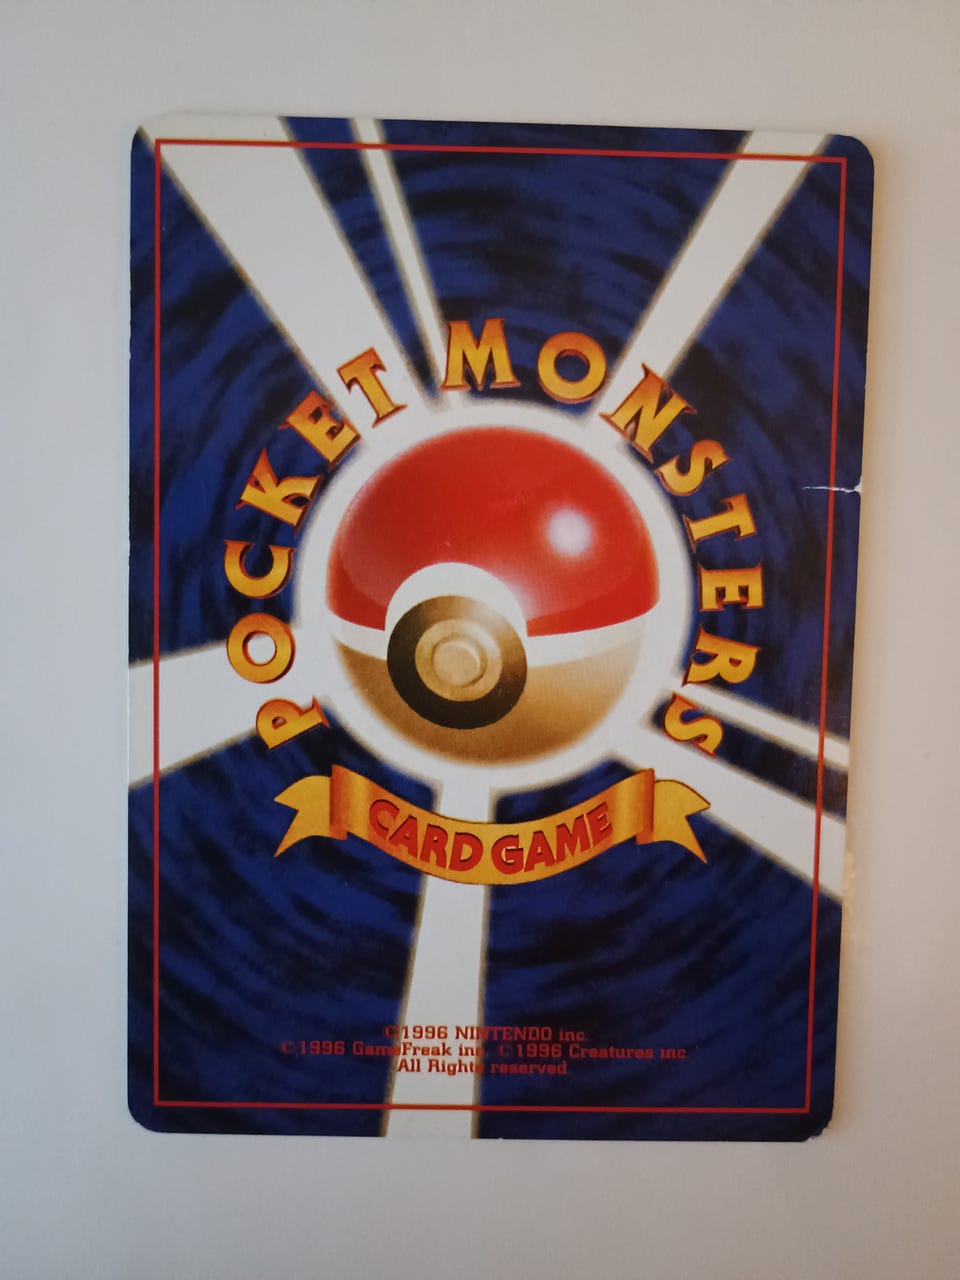 POCKET MONSTERS
CARD GAME
©1996 NINTENDO inc.
©1996 GameFreak inc. ©1996 Creatures inc.
All Rights reserved.